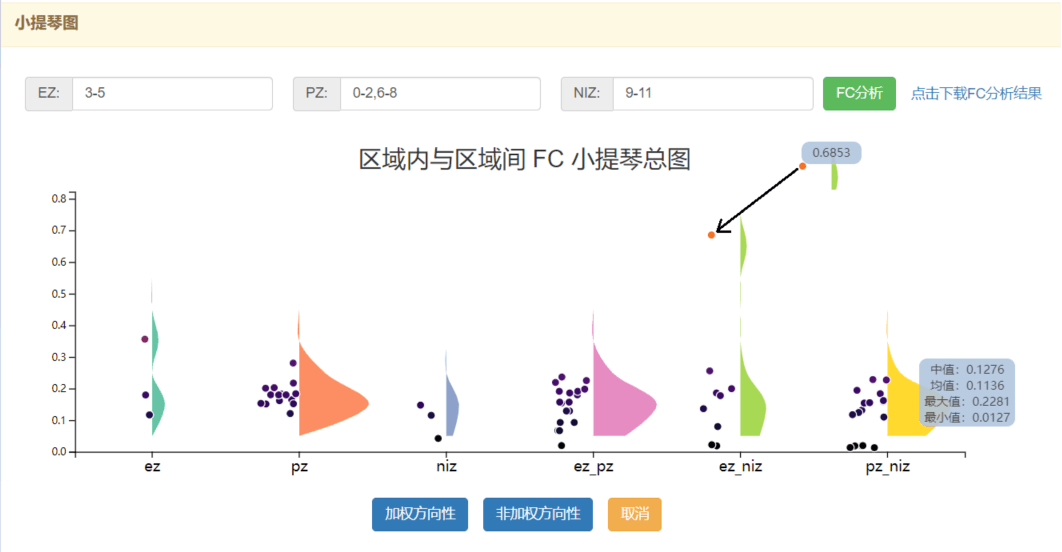 小提琴图
EZ: 3-5 PZ: 0-2,6-8 NIZ: 9-11 FC分析 点击下载FC分析结果
区域内与区域间 FC 小提琴总图
0.6853
0.8
0.7
0.6
0.5
0.4
0.3
0.2
0.1
0.0
中值：0.1276
均值：0.1136
最大值：0.2281
最小值：0.0127
ez pz niz ez_pz ez_niz pz_niz
加权方向性 非加权方向性 取消